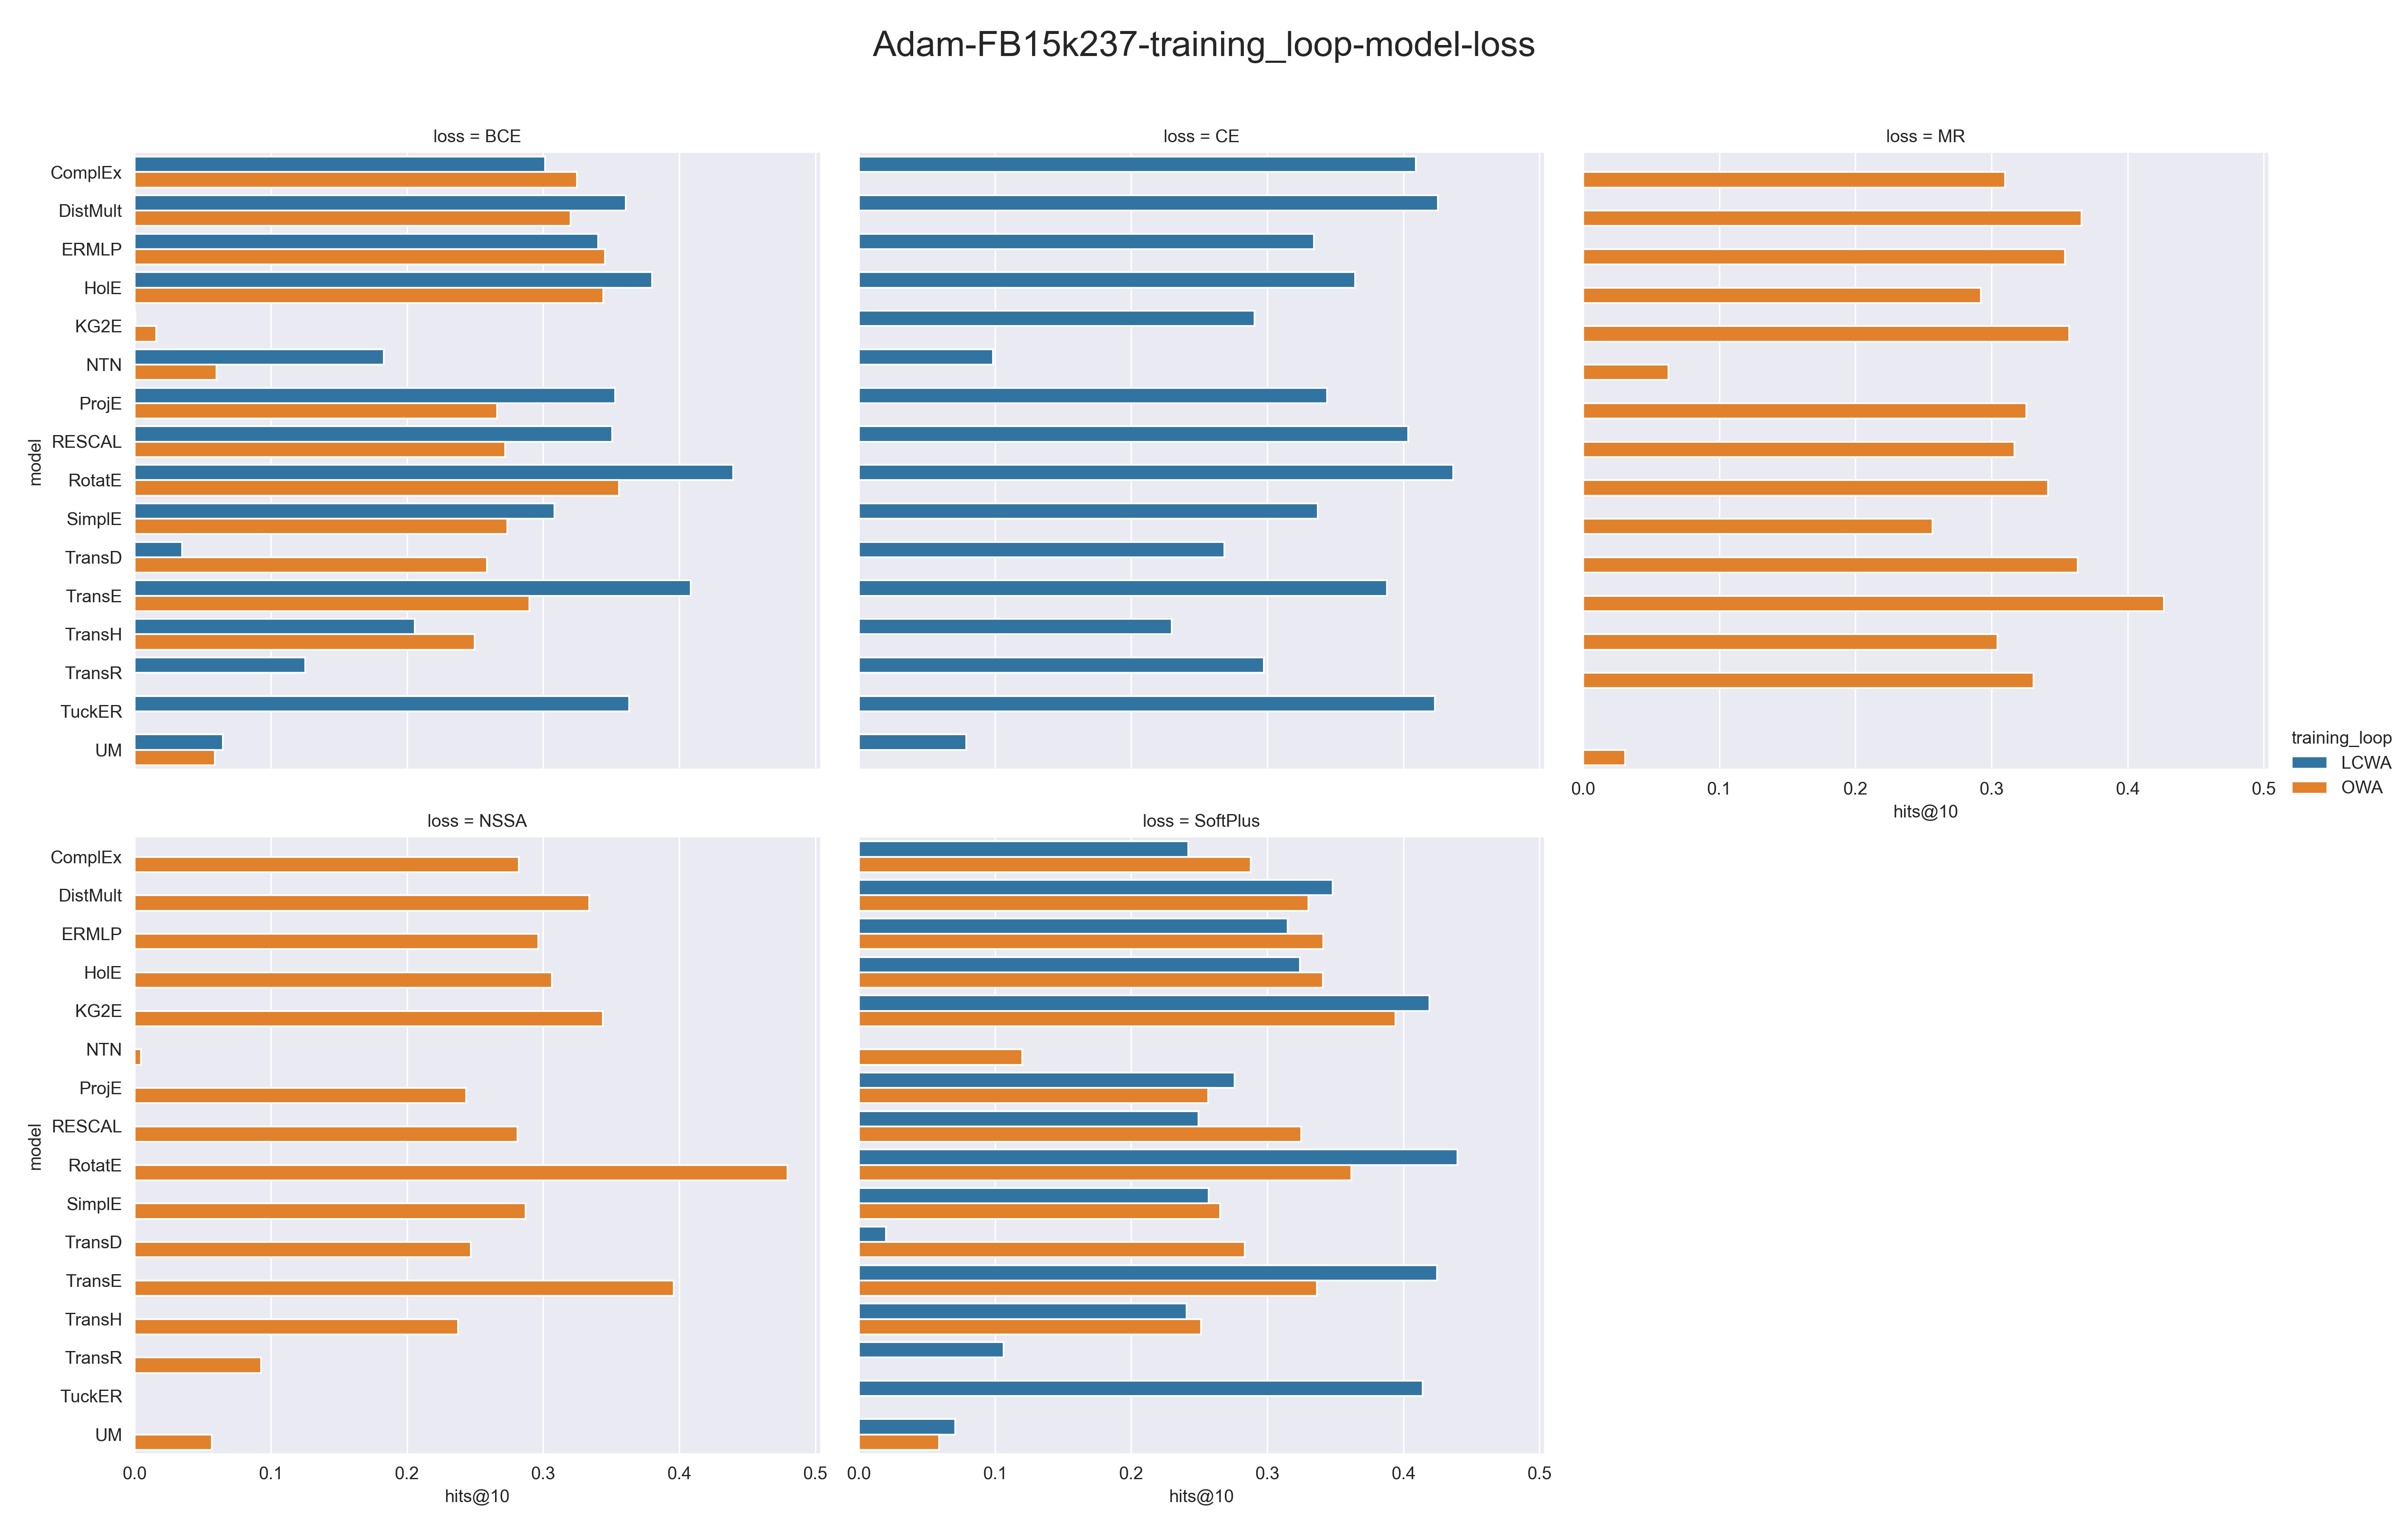 Adam-FB15k237-training_loop-model-loss
loss = BCE
ComplEx
DistMult
ERMLP
HolE
KG2E
NTN
ProjE
RESCAL
RotatE
SimplE
TransD
TransE
TransH
TransR
TuckER
UM
model
loss = CE
loss = MR
0.0 0.1 0.2 0.3 0.4 0.5
hits@10
training_loop
LCWA
OWA
loss = NSSA
ComplEx
DistMult
ERMLP
HolE
KG2E
NTN
ProjE
RESCAL
RotatE
SimplE
TransD
TransE
TransH
TransR
TuckER
UM
model
0.0 0.1 0.2 0.3 0.4 0.5
hits@10
loss = SoftPlus
0.0 0.1 0.2 0.3 0.4 0.5
hits@10